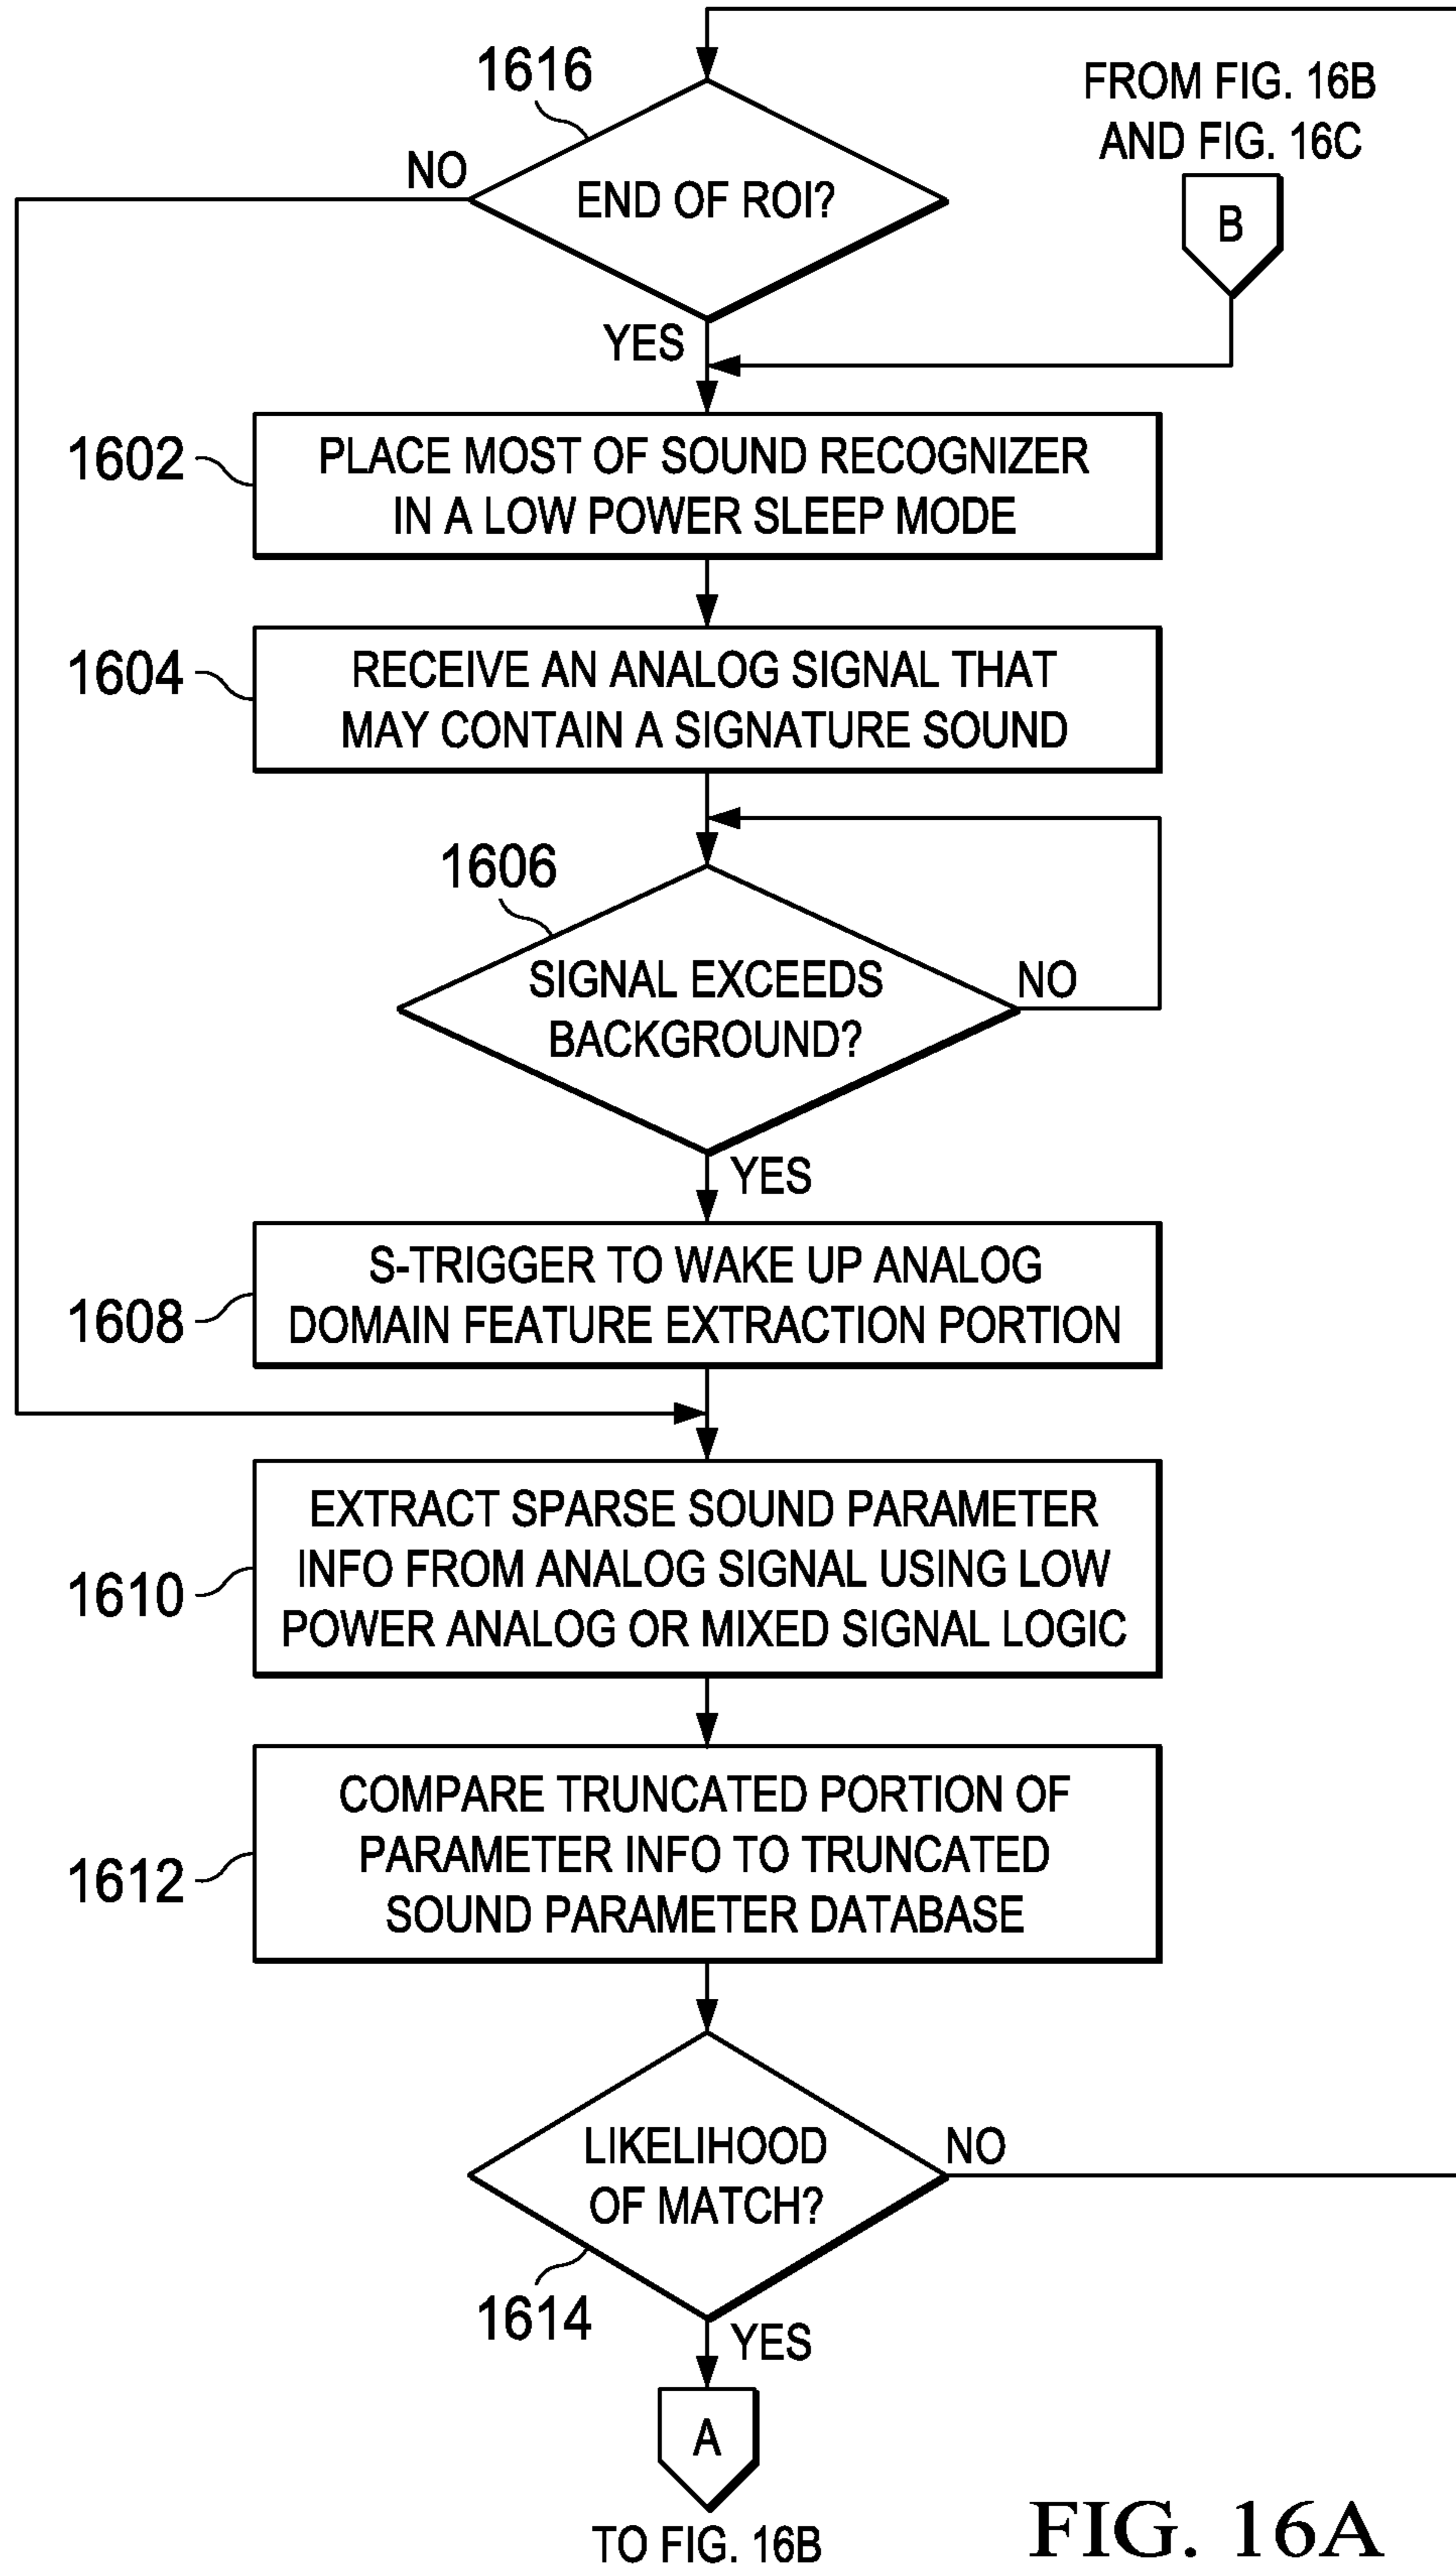 1616
FROM FIG. 16B
AND FIG. 16C
NO
END OF ROI?
B
YES
1602
PLACE MOST OF SOUND RECOGNIZER
IN A LOW POWER SLEEP MODE
1604
RECEIVE AN ANALOG SIGNAL THAT
MAY CONTAIN A SIGNATURE SOUND
1606
SIGNAL EXCEEDS
BACKGROUND?
NO
YES
1608
S-TRIGGER TO WAKE UP ANALOG
DOMAIN FEATURE EXTRACTION PORTION
1610
EXTRACT SPARSE SOUND PARAMETER
INFO FROM ANALOG SIGNAL USING LOW
POWER ANALOG OR MIXED SIGNAL LOGIC
1612
COMPARE TRUNCATED PORTION OF
PARAMETER INFO TO TRUNCATED
SOUND PARAMETER DATABASE
LIKELIHOOD
OF MATCH?
NO
1614
YES
A
TO FIG. 16B
FIG. 16A